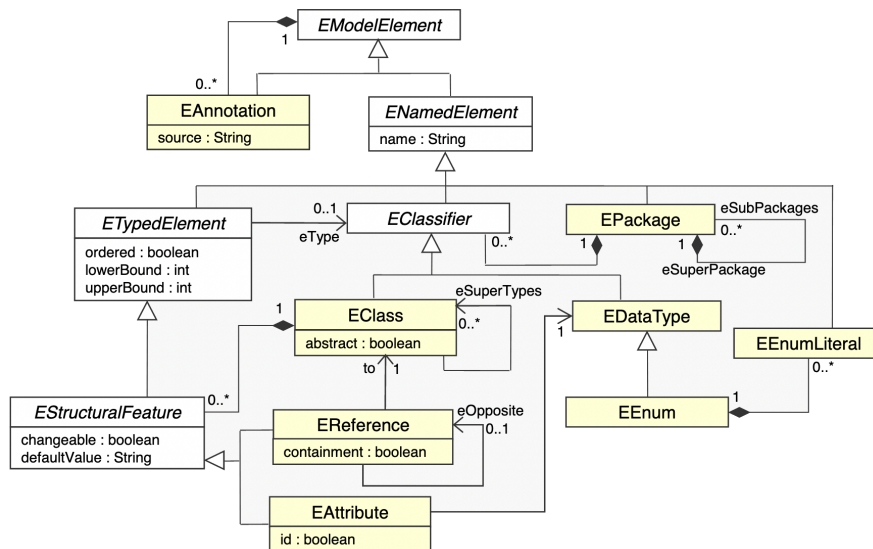 EModelElement
1
0..*
EAnnotation
source : String
ENamedElement
name : String
ETypedElement
ordered : boolean
lowerBound : int
upperBound : int
0..1
eType
EClassifier
0..*
EPackage
1
1
eSubPackages
0..*
eSuperPackage
1
EClass
abstract : boolean
eSuperTypes
0..*
to
1
EDataType
1
EEnumLiteral
0..*
0..*
EStructuralFeature
changeable : boolean
defaultValue : String
EReference
containment : boolean
eOpposite
0..1
EEnum
1
EAttribute
id : boolean